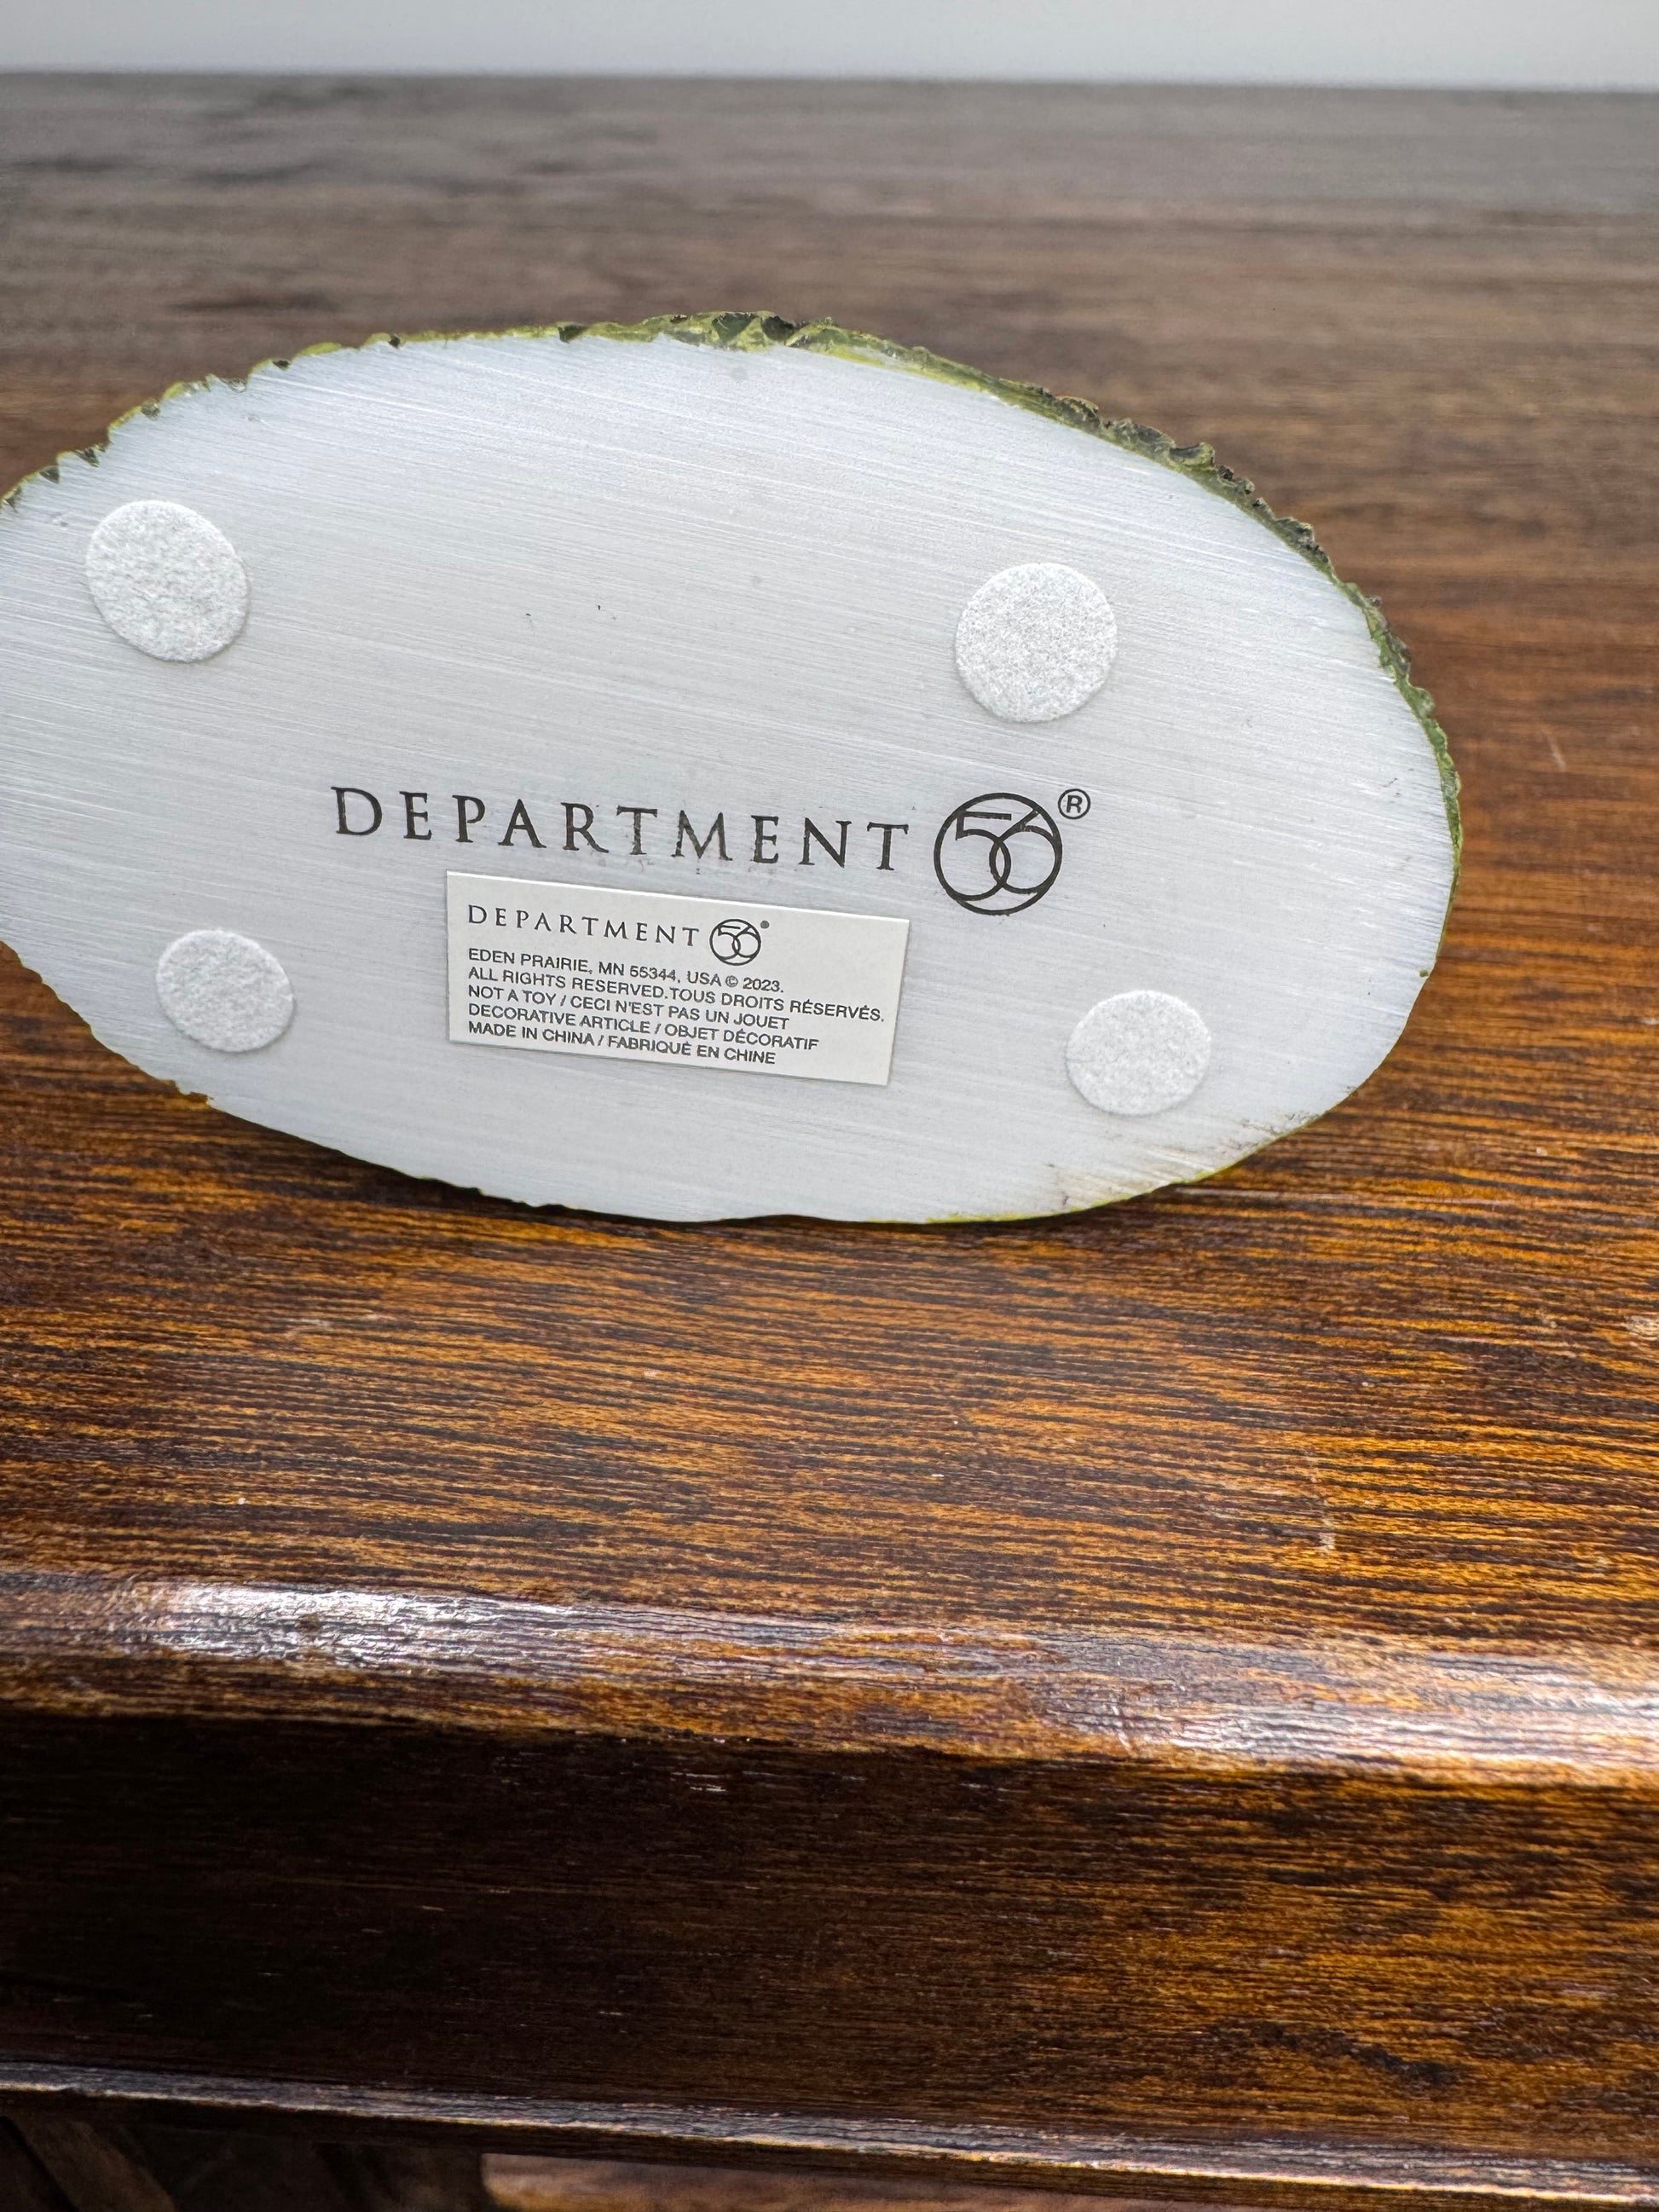 DEPARTMENT 56®
DEPARTMENT 56
EDEN PRAIRIE, MN 55344, USA © 2023.
ALL RIGHTS RESERVED.TOUS DROITS RÉSERVÉS.
NOT A TOY / CECI N'EST PAS UN JOUET
DECORATIVE ARTICLE / OBJET DÉCORATIF
MADE IN CHINA / FABRIQUÉ EN CHINE